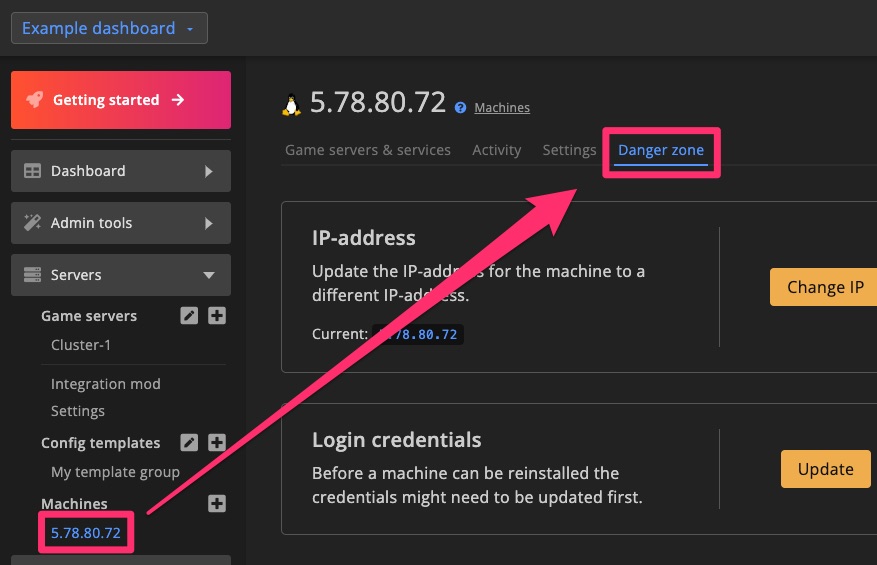 Example dashboard
Getting started
Dashboard
Admin tools
Servers
Game servers
Cluster-1
Integration mod
Settings
Config templates
My template group
Machines
5.78.80.72
5.78.80.72 ? Machines
Game servers & services Activity Settings Danger zone
IP-address
Update the IP-address for the machine to a
different IP-address.
Current: 5.78.80.72
Change IP
Login credentials
Before a machine can be reinstalled the
credentials might need to be updated first.
Update